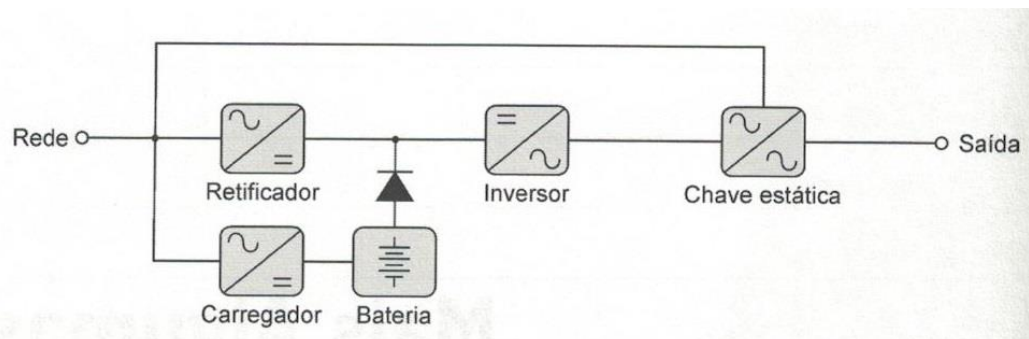 Rede
Retificador
Inversor
Chave estática
Saída
Carregador
Bateria